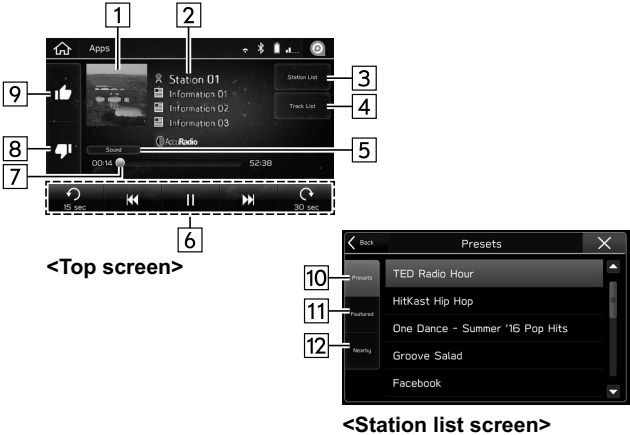 1
2
Apps
Station 01
Information 01
Information 02
Information 03
AccuRadio
Station List
3
Track List
4
9
8
Sound
5
00:14
52:38
7
15 sec
30 sec
6
<Top screen>
Back
Presets
Presets
10
TED Radio Hour
HitKast Hip Hop
Featured
11
One Dance - Summer '16 Pop Hits
Nearby
12
Groove Salad
Facebook
<Station list screen>